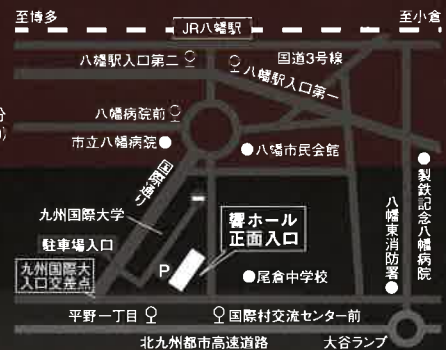 至博多
至小倉
JR八幡駅
八幡駅入口第二
国道3号線
八幡駅入口第一
分
八幡病院前
市立八幡病院
八幡市民会館
国際通り
製鉄記念八幡病院
九州国際大学
響ホール
正面入口
八幡東消防署
駐車場入口
P
九州国際大
入口交差点
尾倉中学校
平野一丁目
国際村交流センター前
北九州都市高速道路
大谷ランプ